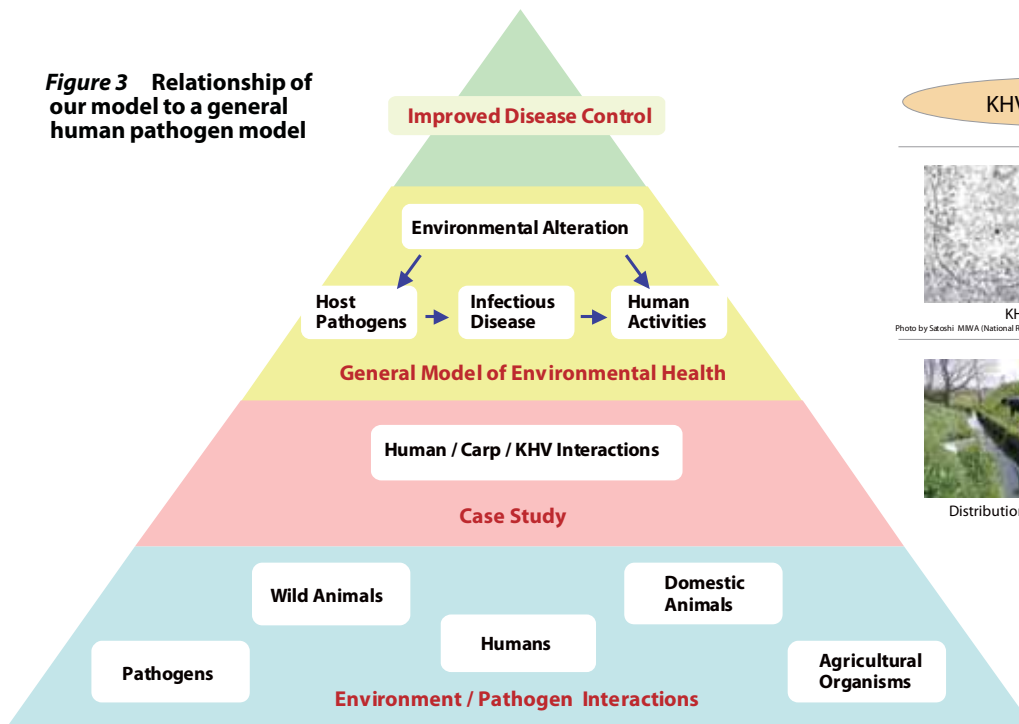 Figure 3 Relationship of
our model to a general
human pathogen model
Improved Disease Control
Environmental Alteration
Host
Pathogens
Infectious
Disease
Human
Activities
General Model of Environmental Health
Human / Carp / KHV Interactions
Case Study
Wild Animals
Domestic
Animals
Humans
Pathogens
Agricultural
Organisms
Environment / Pathogen Interactions
KHV
KH
Photo by Satoshi MIWA (National R
Distribution